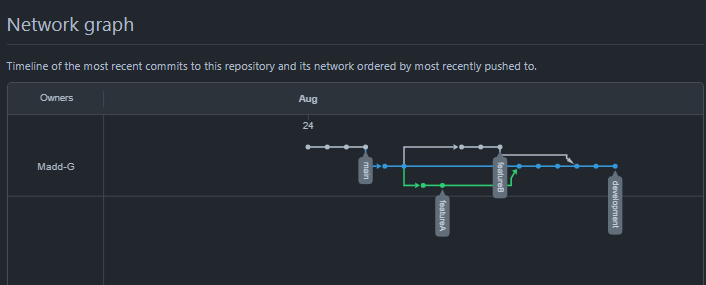 Network graph
Timeline of the most recent commits to this repository and its network ordered by most recently pushed to.
Owners
Aug
24
Madd-G
main
featureB
featureA
development